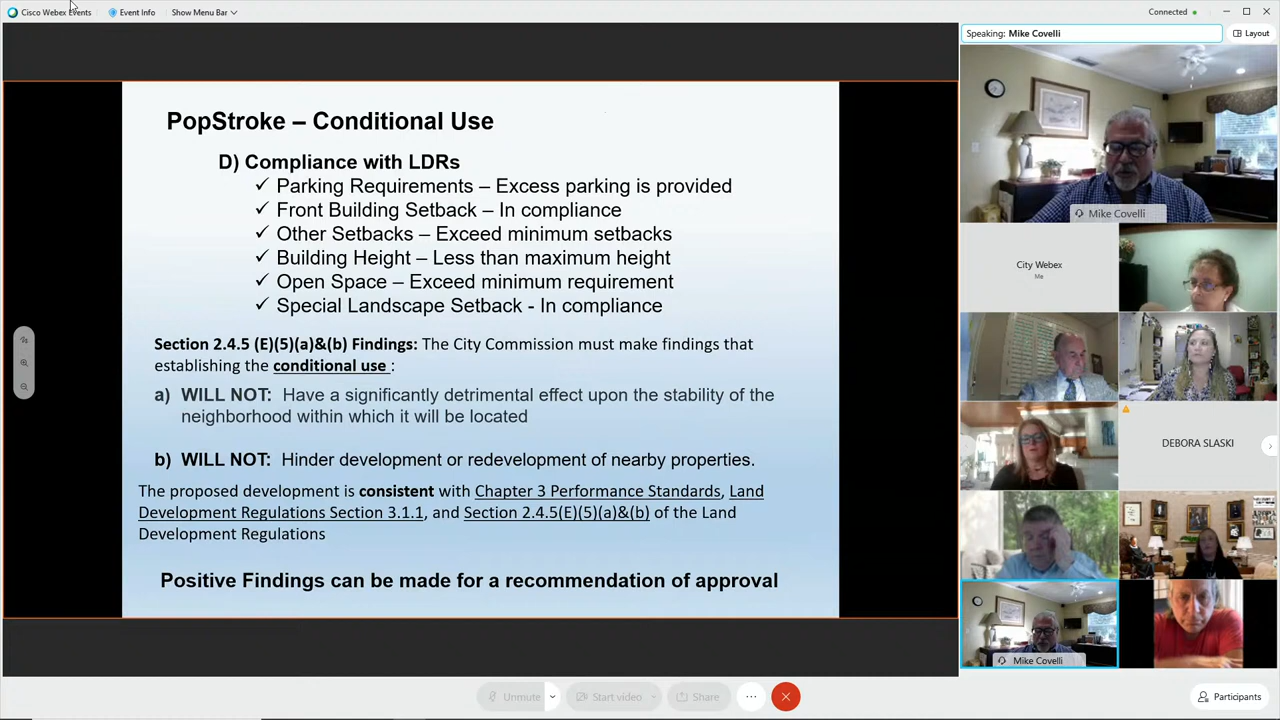 Cisco Webex Events
Event Info
Show Menu Bar
Connected
Speaking: Mike Covelli
Layout
PopStroke – Conditional Use
D) Compliance with LDRs
✓ Parking Requirements – Excess parking is provided
✓ Front Building Setback – In compliance
✓ Other Setbacks – Exceed minimum setbacks
✓ Building Height – Less than maximum height
✓ Open Space – Exceed minimum requirement
✓ Special Landscape Setback - In compliance
Section 2.4.5 (E)(5)(a)&(b) Findings: The City Commission must make findings that
establishing the conditional use :
a) WILL NOT: Have a significantly detrimental effect upon the stability of the
neighborhood within which it will be located
b) WILL NOT: Hinder development or redevelopment of nearby properties.
The proposed development is consistent with Chapter 3 Performance Standards, Land
Development Regulations Section 3.1.1, and Section 2.4.5(E)(5)(a)&(b) of the Land
Development Regulations
Positive Findings can be made for a recommendation of approval
Mike Covelli
City Webex
Me
DEBORA SLASKI
Mike Covelli
Unmute
Start video
Share
Participants